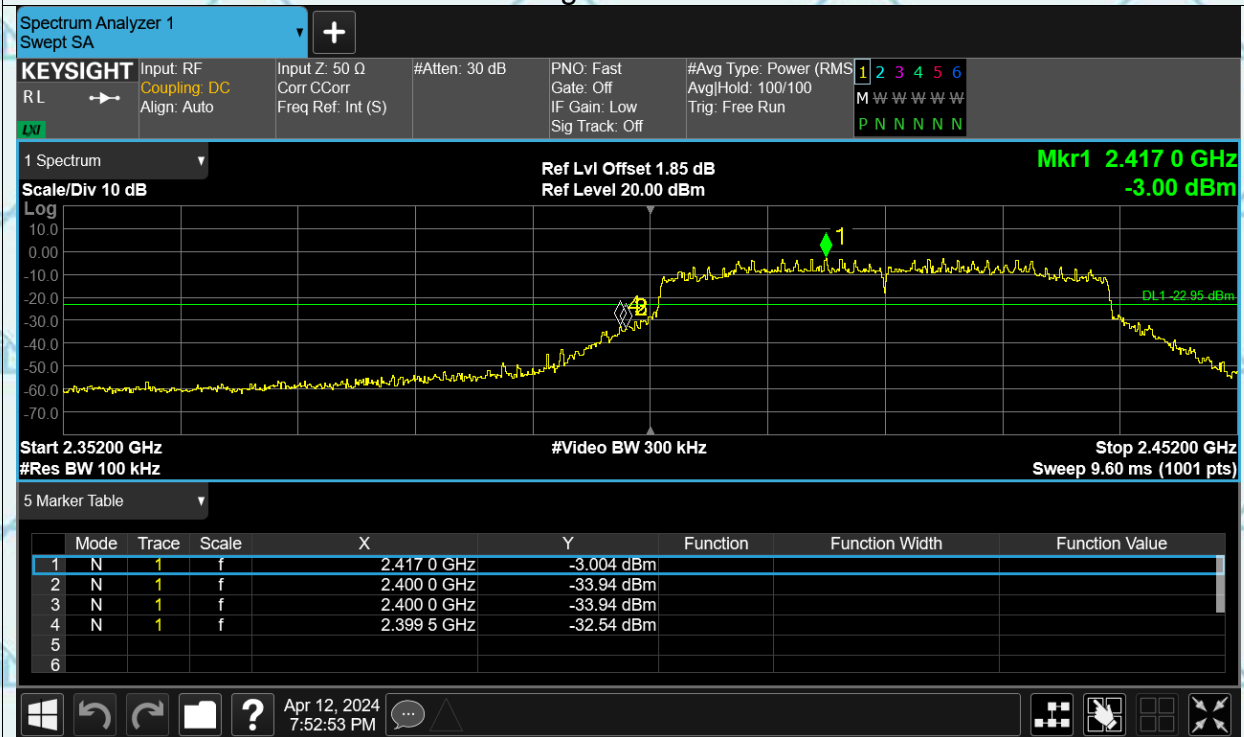 Spectrum Analyzer 1
Swept SA
+
KEYSIGHT Input: RF Input Z: 50 Ω #Atten: 30 dB PNO: Fast #Avg Type: Power (RMS 1 2 3 4 5 6
R L Coupling: DC Corr CCorr Gate: Off Avg|Hold: 100/100 M W W W W W
Align: Auto Freq Ref: Int (S) IF Gain: Low Trig: Free Run
LXI Sig Track: Off P N N N N N
1 Spectrum Ref Lvl Offset 1.85 dB Mkr1 2.417 0 GHz
Scale/Div 10 dB Ref Level 20.00 dBm -3.00 dBm
Log
10.0
1
0.00
-10.0
-20.0
DL1 -22.95 dBm
-30.0
-40.0
-50.0
-60.0
-70.0
Start 2.35200 GHz #Video BW 300 kHz Stop 2.45200 GHz
#Res BW 100 kHz Sweep 9.60 ms (1001 pts)
5 Marker Table
Mode Trace Scale X Y Function Function Width Function Value
1 N 1 f 2.417 0 GHz -3.004 dBm
2 N 1 f 2.400 0 GHz -33.94 dBm
3 N 1 f 2.400 0 GHz -33.94 dBm
4 N 1 f 2.399 5 GHz -32.54 dBm
5
6
? Apr 12, 2024
7:52:53 PM